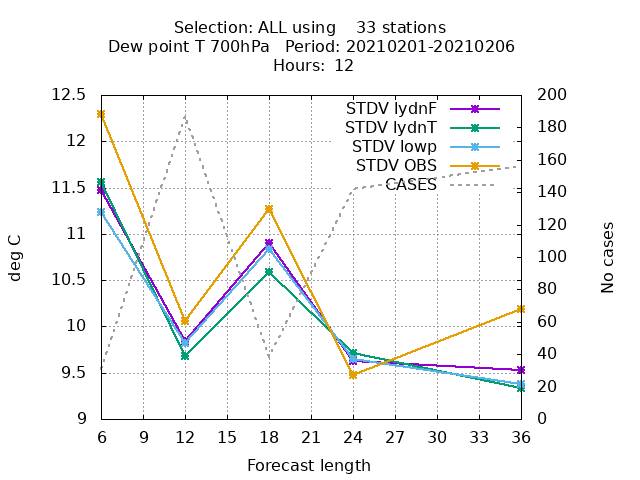 Selection: ALL using    33 stations
Dew point T 700hPa   Period: 20210201-20210206
Hours: 12
STDV lydnF
STDV lydnT
STDV lowp
STDV OBS
CASES
12.5
12
11.5
11
10.5
10
9.5
9
deg C
200
180
160
140
120
100
80
60
40
20
0
No cases
6 9 12 15 18 21 24 27 30 33 36
Forecast length